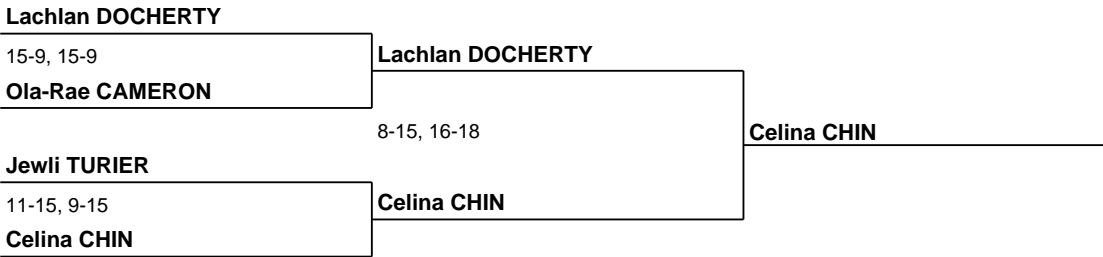 Lachlan DOCHERTY
15-9, 15-9
Lachlan DOCHERTY
Ola-Rae CAMERON
8-15, 16-18
Celina CHIN
Jewli TURIER
11-15, 9-15
Celina CHIN
Celina CHIN